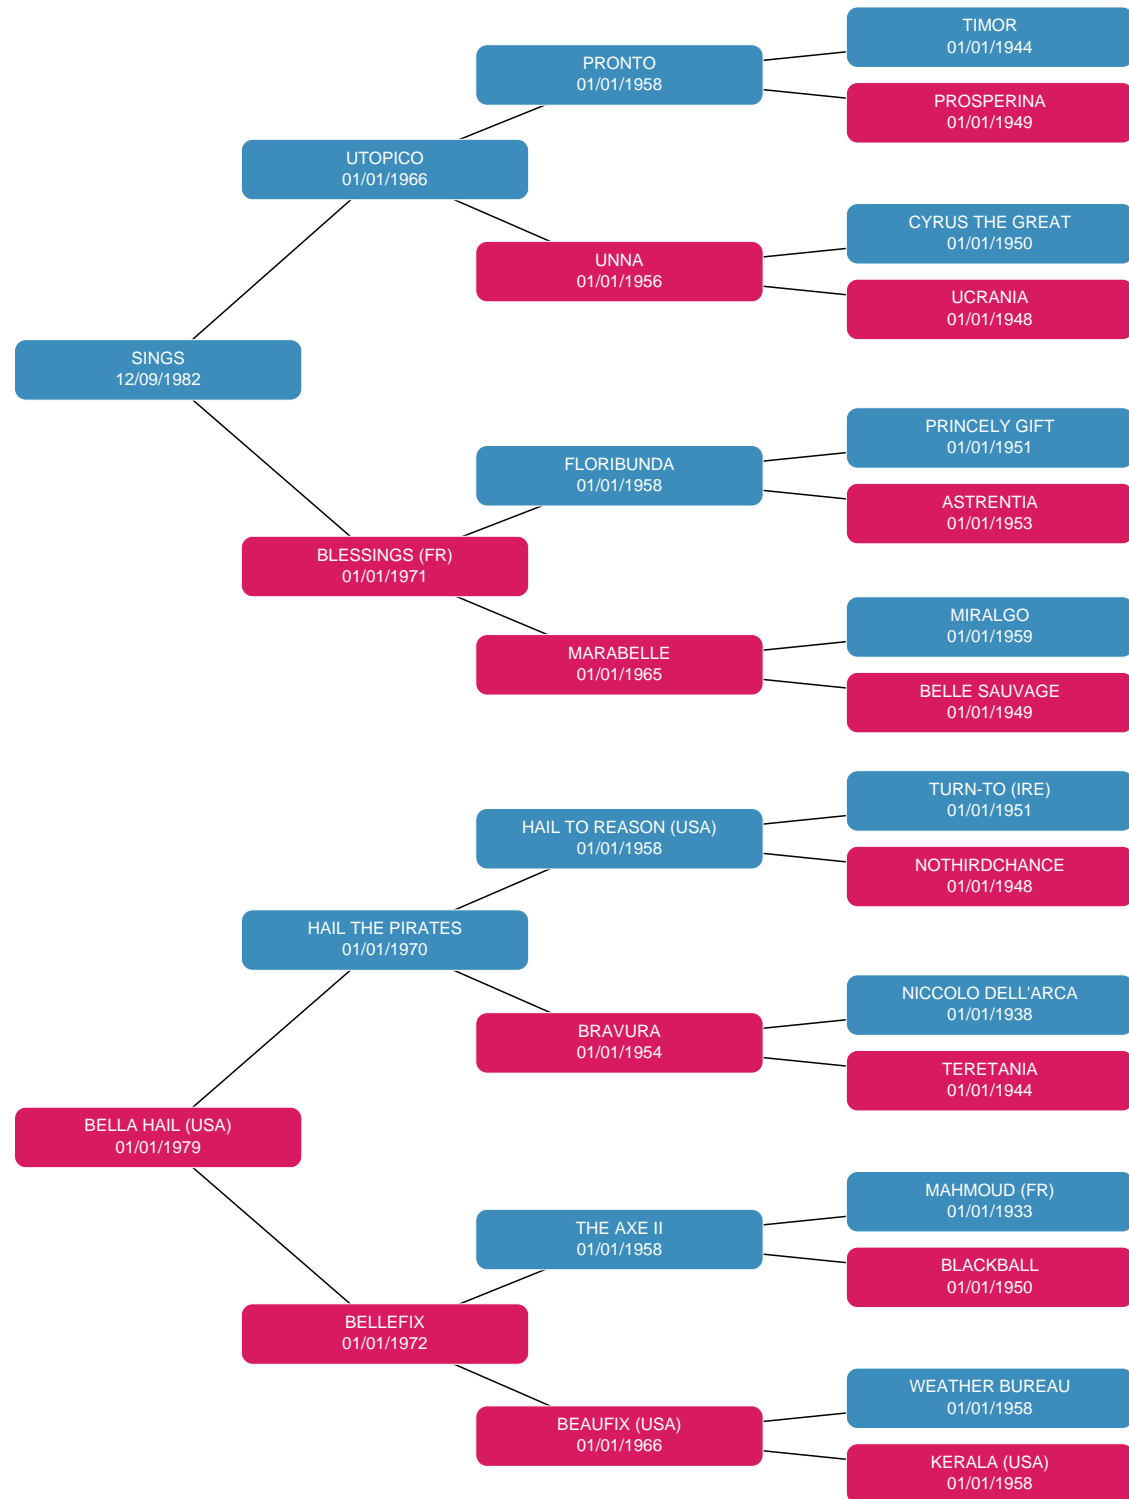 TIMOR
01/01/1944
PRONTO
01/01/1958
PROSPERINA
01/01/1949
UTOPICO
01/01/1966
CYRUS THE GREAT
01/01/1950
UNNA
01/01/1956
UCRANIA
01/01/1948
SINGS
12/09/1982
PRINCELY GIFT
01/01/1951
FLORIBUNDA
01/01/1958
ASTRENTIA
01/01/1953
BLESSINGS (FR)
01/01/1971
MIRALGO
01/01/1959
MARABELLE
01/01/1965
BELLE SAUVAGE
01/01/1949
TURN-TO (IRE)
01/01/1951
HAIL TO REASON (USA)
01/01/1958
NOTHIRDCHANCE
01/01/1948
HAIL THE PIRATES
01/01/1970
NICCOLO DELL'ARCA
01/01/1938
BRAVURA
01/01/1954
TERETANIA
01/01/1944
BELLA HAIL (USA)
01/01/1979
MAHMOUD (FR)
01/01/1933
THE AXE II
01/01/1958
BLACKBALL
01/01/1950
BELLEFIX
01/01/1972
WEATHER BUREAU
01/01/1958
BEAUFIX (USA)
01/01/1966
KERALA (USA)
01/01/1958